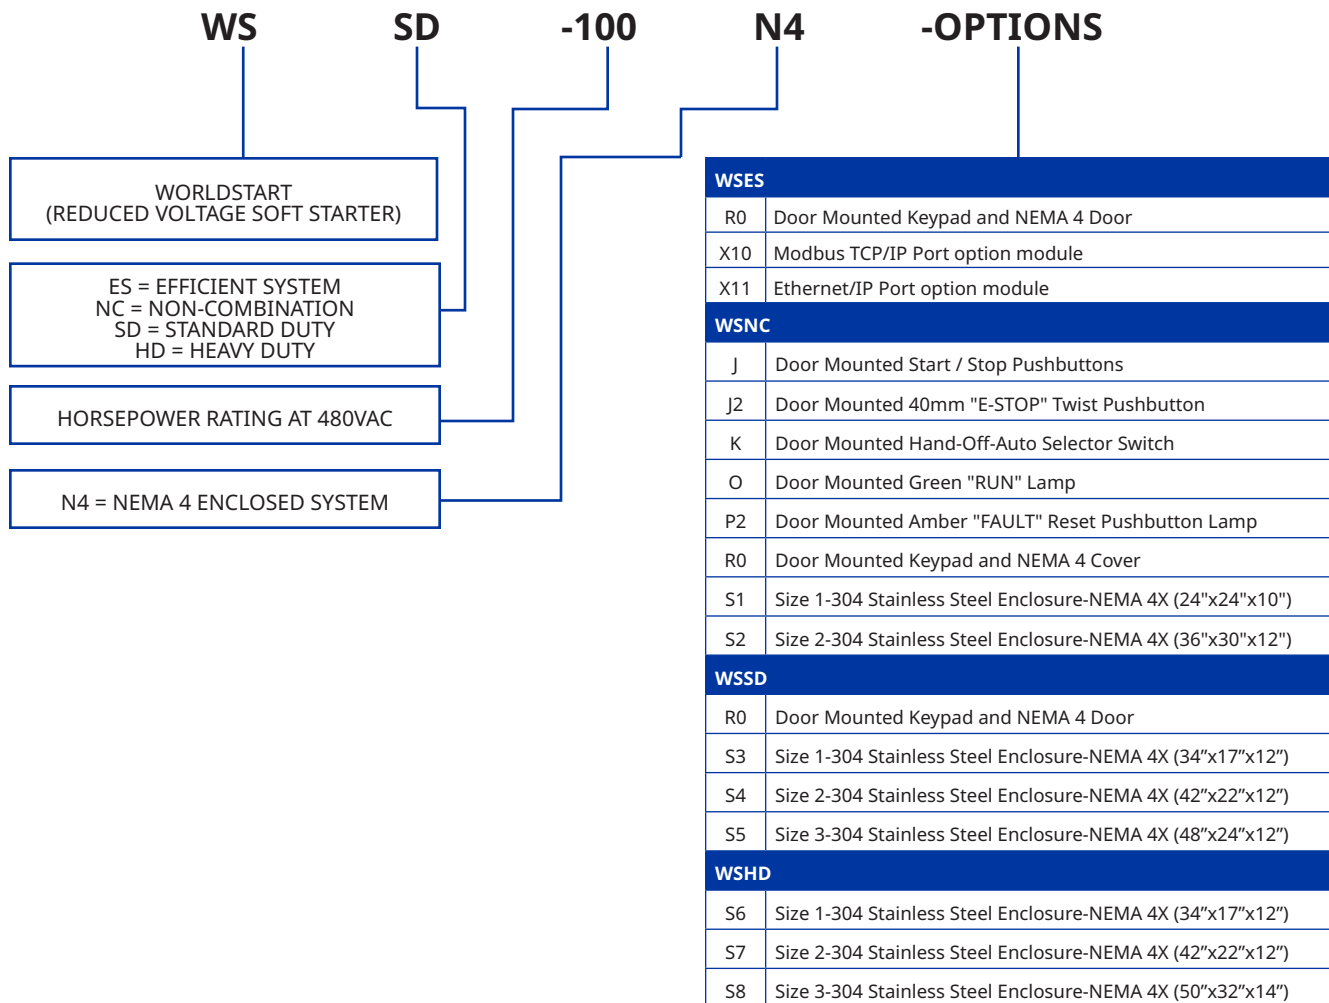 WS SD -100 N4 -OPTIONS
WORLDSTART
(REDUCED VOLTAGE SOFT STARTER)
ES = EFFICIENT SYSTEM
NC = NON-COMBINATION
SD = STANDARD DUTY
HD = HEAVY DUTY
HORSEPOWER RATING AT 480VAC
N4 = NEMA 4 ENCLOSED SYSTEM
WSES
R0 Door Mounted Keypad and NEMA 4 Door
X10 Modbus TCP/IP Port option module
X11 Ethernet/IP Port option module
WSNC
J Door Mounted Start / Stop Pushbuttons
J2 Door Mounted 40mm "E-STOP" Twist Pushbutton
K Door Mounted Hand-Off-Auto Selector Switch
O Door Mounted Green "RUN" Lamp
P2 Door Mounted Amber "FAULT" Reset Pushbutton Lamp
R0 Door Mounted Keypad and NEMA 4 Cover
S1 Size 1-304 Stainless Steel Enclosure-NEMA 4X (24"x24"x10")
S2 Size 2-304 Stainless Steel Enclosure-NEMA 4X (36"x30"x12")
WSSD
R0 Door Mounted Keypad and NEMA 4 Door
S3 Size 1-304 Stainless Steel Enclosure-NEMA 4X (34”x17”x12”)
S4 Size 2-304 Stainless Steel Enclosure-NEMA 4X (42”x22”x12”)
S5 Size 3-304 Stainless Steel Enclosure-NEMA 4X (48”x24”x12”)
WSHD
S6 Size 1-304 Stainless Steel Enclosure-NEMA 4X (34”x17”x12”)
S7 Size 2-304 Stainless Steel Enclosure-NEMA 4X (42”x22”x12”)
S8 Size 3-304 Stainless Steel Enclosure-NEMA 4X (50”x32”x14”)